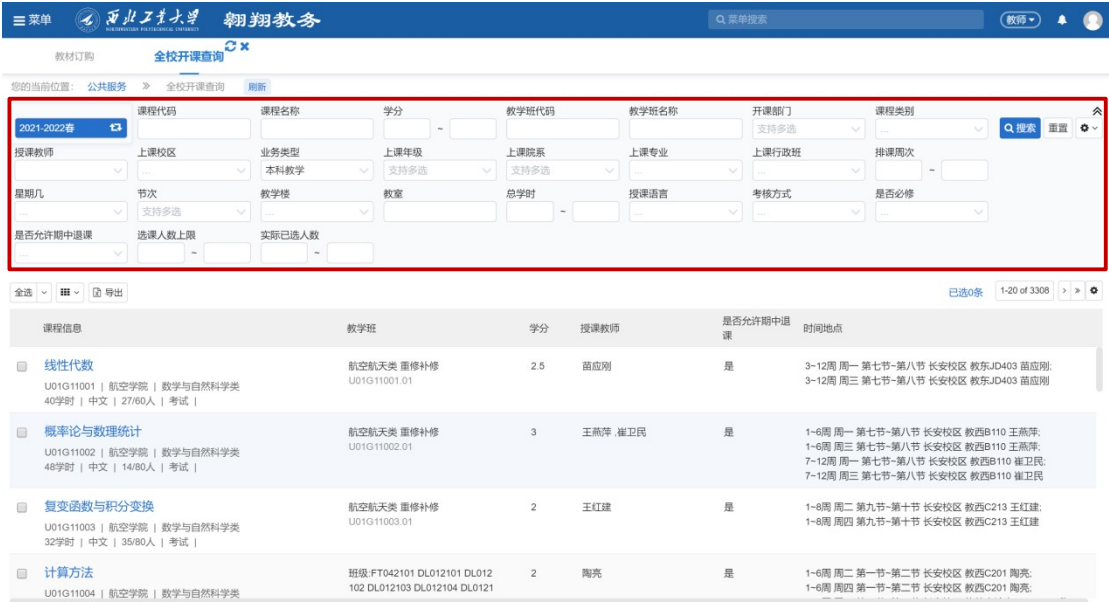 菜单 西北工业大学 翱翔教务 菜单搜索 教师
NORTHWESTERN POLYTECHNICAL UNIVERSITY
教材订购 全校开课查询
您的当前位置: 公共服务 》 全校开课查询 刷新
课程代码 课程名称 学分 教学班代码 教学班名称 开课部门 课程类别
2021-2022春 ~ 支持多选 ... 搜索 重置
授课教师 上课校区 业务类型 上课年级 上课院系 上课专业 上课行政班 排课周次
... 本科教学 支持多选 支持多选 ... ... ~
星期几 节次 教学楼 教室 总学时 授课语言 考核方式 是否必修
... 支持多选 ... ~ ... ... ...
是否允许期中退课 选课人数上限 实际已选人数
... ~ ~
全选 导出 已选0条 1-20 of 3308 › »
课程信息 教学班 学分 授课教师 是否允许期中退课 时间地点
线性代数 航空航天类 重修补修 2.5 苗应刚 是 3~12周 周一 第七节~第八节 长安校区 教东JD403 苗应刚;
U01G11001 | 航空学院 | 数学与自然科学类 U01G11001.01 3~12周 周三 第七节~第八节 长安校区 教东JD403 苗应刚
40学时 | 中文 | 27/60人 | 考试 |
概率论与数理统计 航空航天类 重修补修 3 王燕萍 ,崔卫民 是 1~6周 周一 第七节~第八节 长安校区 教西B110 王燕萍;
U01G11002 | 航空学院 | 数学与自然科学类 U01G11002.01 1~6周 周三 第七节~第八节 长安校区 教西B110 王燕萍;
48学时 | 中文 | 14/80人 | 考试 | 7~12周 周一 第七节~第八节 长安校区 教西B110 崔卫民;
7~12周 周三 第七节~第八节 长安校区 教西B110 崔卫民
复变函数与积分变换 航空航天类 重修补修 2 王红建 是 1~8周 周二 第九节~第十节 长安校区 教西C213 王红建;
U01G11003 | 航空学院 | 数学与自然科学类 U01G11003.01 1~8周 周四 第九节~第十节 长安校区 教西C213 王红建
32学时 | 中文 | 35/80人 | 考试 |
计算方法 班级:FT042101 DL012101 DL012 2 陶亮 是 1~6周 周二 第一节~第二节 长安校区 教西C201 陶亮;
U01G11004 | 航空学院 | 数学与自然科学类 102 DL012103 DL012104 DL0121 1~6周 周四 第一节~第二节 长安校区 教西C201 陶亮;